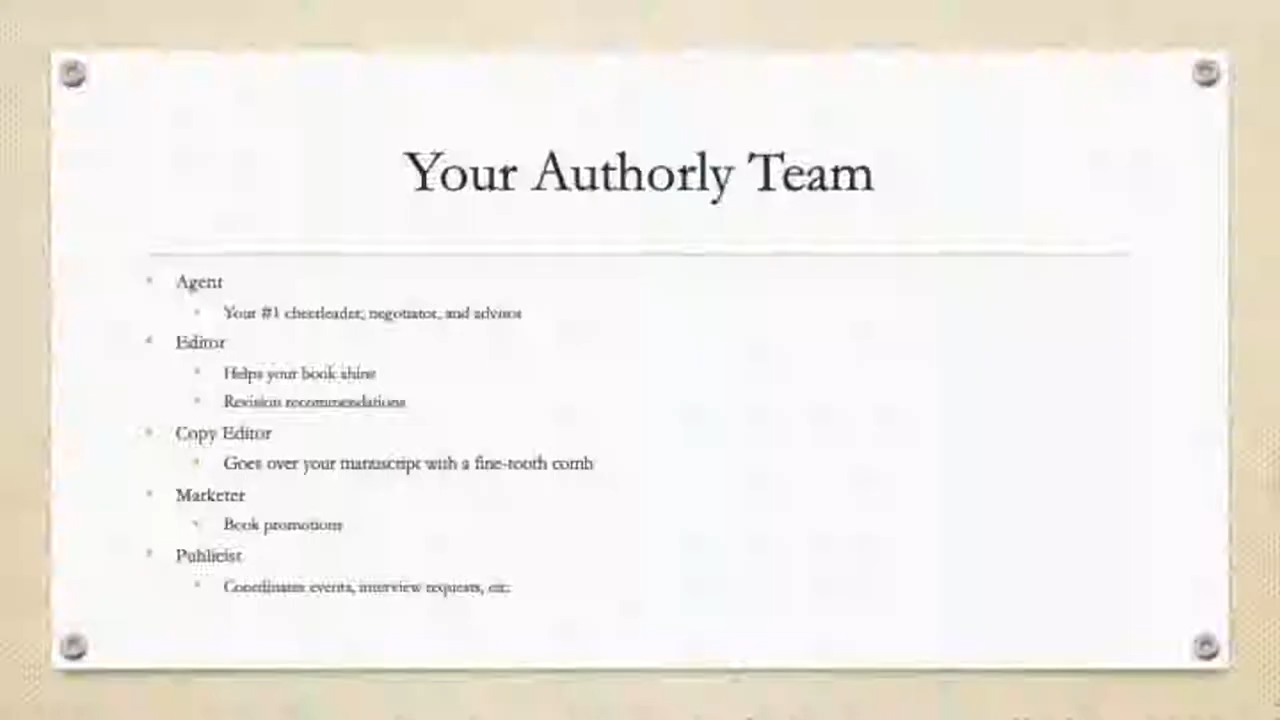 Your Authorly Team
Agent
Your #1 cheerleader, negotiator, and advisor
Editor
Helps your book shine
Revision recommendations
Copy Editor
Goes over your manuscript with a fine-tooth comb
Marketer
Book promotions
Publicist
Coordinates events, interview requests, etc.